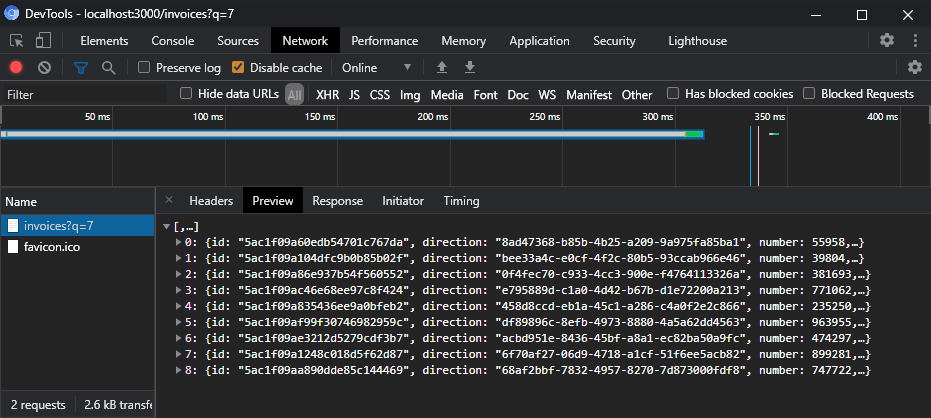 DevTools - localhost:3000/invoices?q=7
Elements Console Sources Network Performance Memory Application Security Lighthouse
Preserve log Disable cache Online
Filter Hide data URLs All XHR JS CSS Img Media Font Doc WS Manifest Other Has blocked cookies Blocked Requests
50 ms 100 ms 150 ms 200 ms 250 ms 300 ms 350 ms 400 ms
Name × Headers Preview Response Initiator Timing
invoices?q=7
favicon.ico
[,…]
0: {id: "5ac1f09a60edb54701c767da", direction: "8ad47368-b85b-4b25-a209-9a975fa85ba1", number: 55958,…}
1: {id: "5ac1f09a104dfc9b0b85b02f", direction: "bee33a4c-e0cf-4f2c-80b5-93ccab966e46", number: 39804,…}
2: {id: "5ac1f09a86e937b54f560552", direction: "0f4fec70-c933-4cc3-900e-f4764113326a", number: 381693,…}
3: {id: "5ac1f09ac46e68ee97c8f424", direction: "e795889d-c1a0-4d42-b67b-d1e72200a213", number: 771062,…}
4: {id: "5ac1f09a835436ee9a0bfeb2", direction: "458d8ccd-eb1a-45c1-a286-c4a0f2e2c866", number: 235250,…}
5: {id: "5ac1f09af99f30746982959c", direction: "df89896c-8efb-4973-8880-4a5a62dd4563", number: 963955,…}
6: {id: "5ac1f09ae3212d5279cdf3b7", direction: "acbd951e-8436-45bf-a8a1-ec82ba50a9fc", number: 474297,…}
7: {id: "5ac1f09a1248c018d5f62d87", direction: "6f70af27-06d9-4718-a1cf-51f6ee5acb82", number: 899281,…}
8: {id: "5ac1f09aa890dde85c144469", direction: "68af2bbf-7832-4957-8270-7d873000fdf8", number: 747722,…}
2 requests 2.6 kB transfe